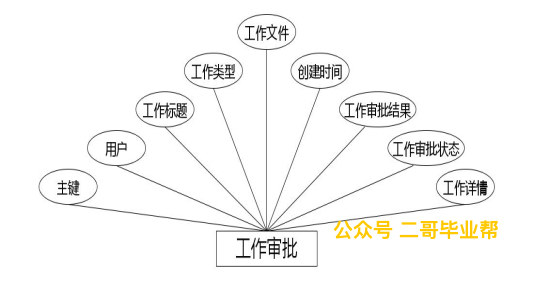 工作文件
工作类型
创建时间
工作标题
工作审批结果
用户
工作审批状态
主键
工作详情
公众号 二哥毕业帮
工作审批